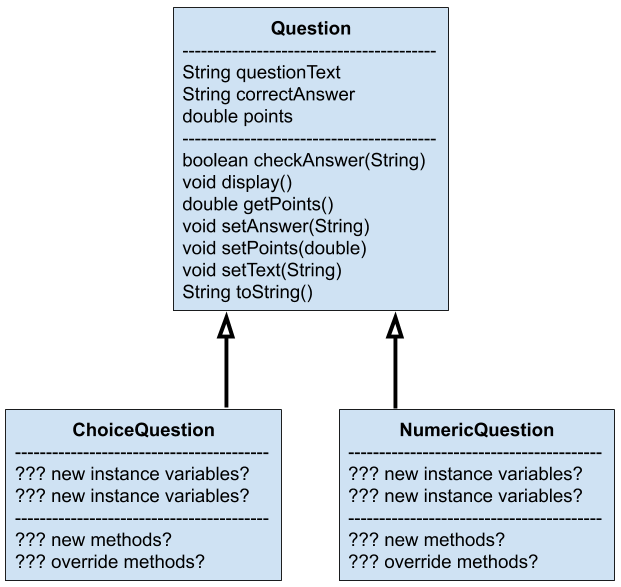 Question
-----------------------------------------
String questionText
String correctAnswer
double points
-----------------------------------------
boolean checkAnswer(String)
void display()
double getPoints()
void setAnswer(String)
void setPoints(double)
void setText(String)
String toString()
ChoiceQuestion
-----------------------------------------
??? new instance variables?
??? new instance variables?
-----------------------------------------
??? new methods?
??? override methods?
NumericQuestion
-----------------------------------------
??? new instance variables?
??? new instance variables?
-----------------------------------------
??? new methods?
??? override methods?